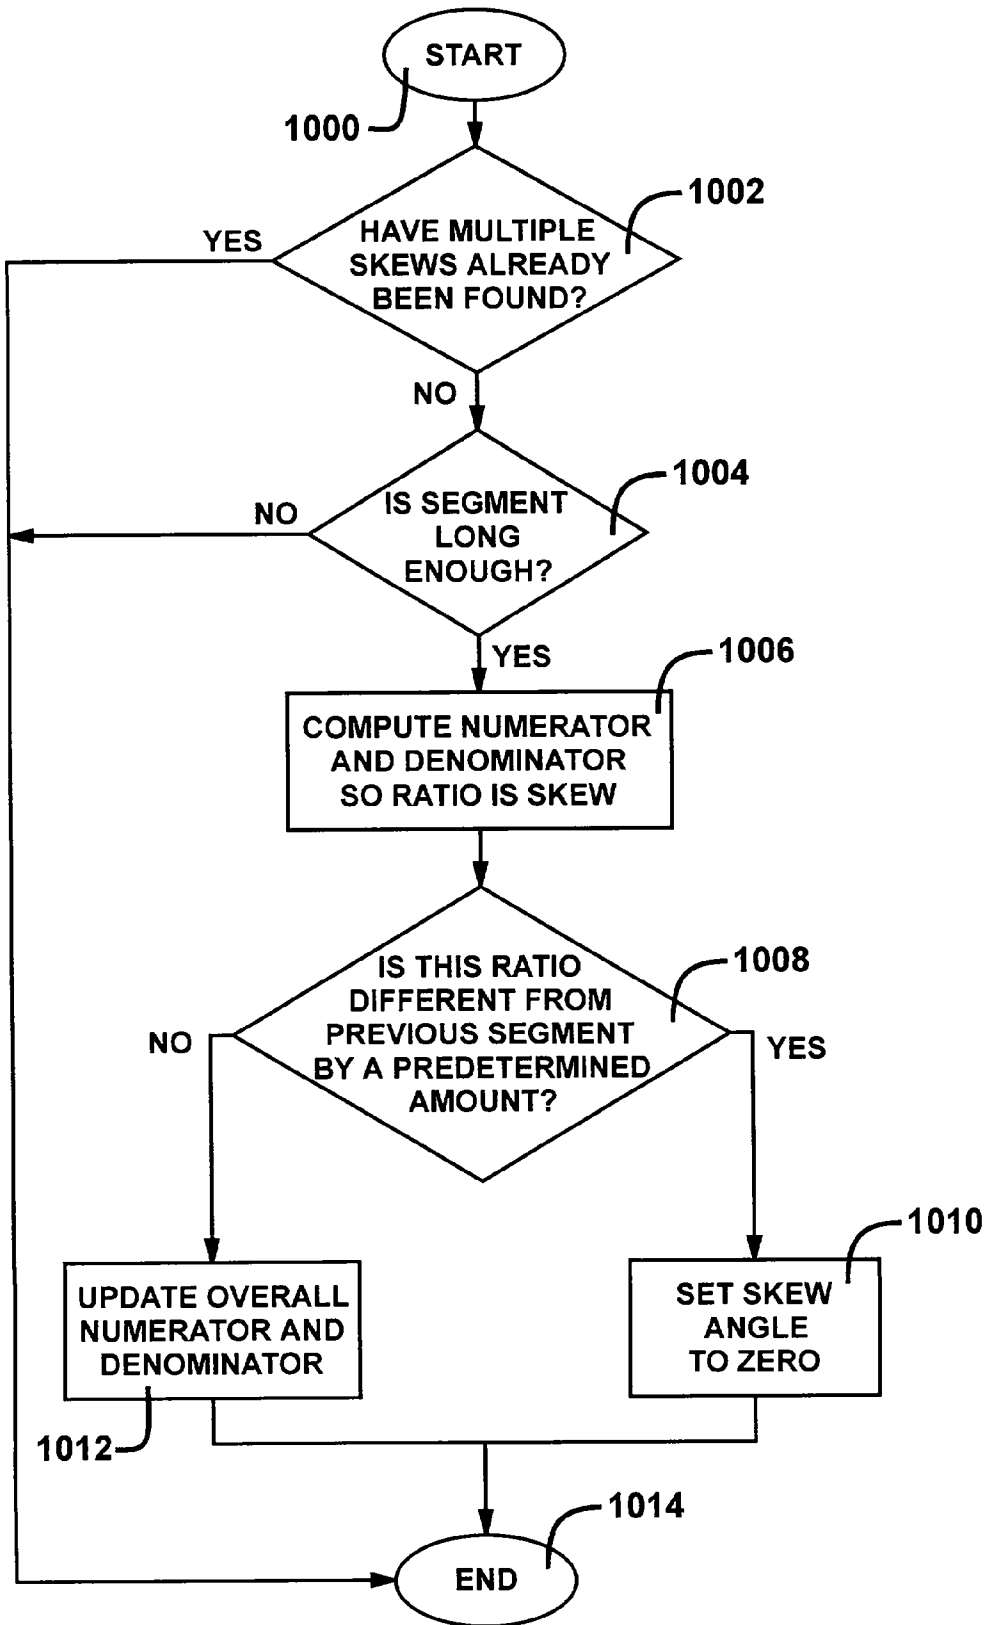 START
1000
1002
HAVE MULTIPLE
SKEWS ALREADY
BEEN FOUND?
YES
NO
1004
IS SEGMENT
LONG
ENOUGH?
NO
YES
1006
COMPUTE NUMERATOR
AND DENOMINATOR
SO RATIO IS SKEW
1008
IS THIS RATIO
DIFFERENT FROM
PREVIOUS SEGMENT
BY A PREDETERMINED
AMOUNT?
NO
YES
1010
UPDATE OVERALL
NUMERATOR AND
DENOMINATOR
SET SKEW
ANGLE
TO ZERO
1012
1014
END